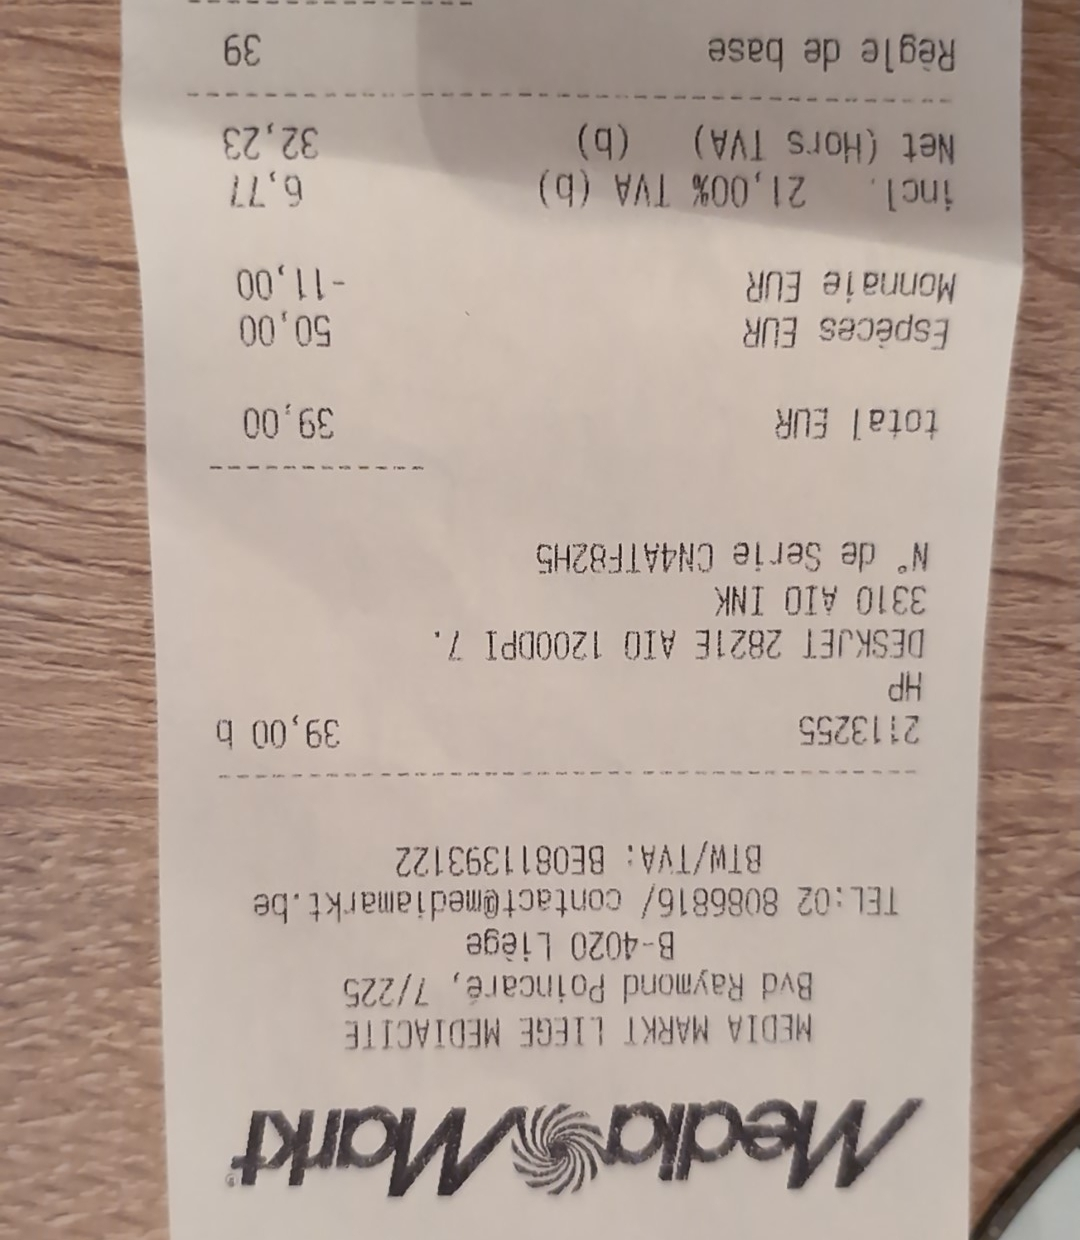 Media Markt®
MEDIA MARKT LIEGE MEDIACITE
Bvd Raymond Poincaré, 7/225
B-4020 Liège
TEL:02 8086816/ contact@mediamarkt.be
BTW/TVA: BE0811393122
2113255 39,00 b
HP
DESKJET 2821E AIO 1200DPI 7.
3310 AIO INK
N° de Serie CN4ATF82H5
total EUR 39,00
Espèces EUR 50,00
Monnaie EUR -11,00
incl. 21,00% TVA (b) 6,77
Net (Hors TVA) (b) 32,23
Règle de base 39